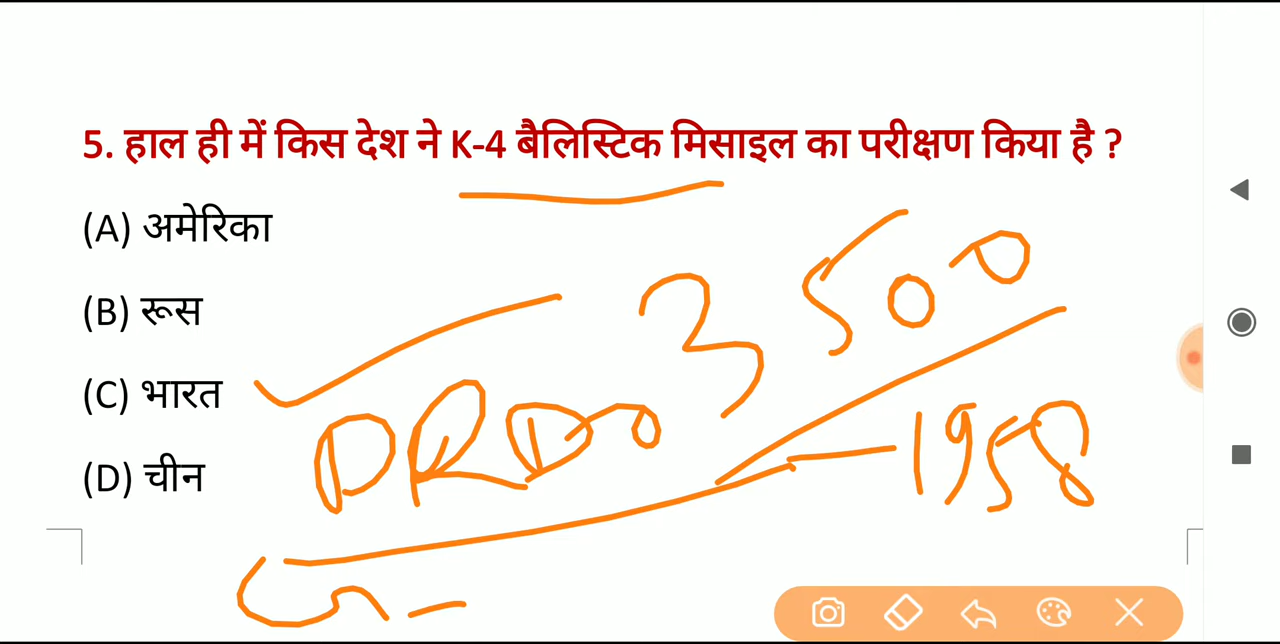 5. हाल ही में किस देश ने K-4 बैलिस्टिक मिसाइल का परीक्षण किया है ?
(A) अमेरिका
(B) रूस
3500
(C) भारत
DRDO
1958
(D) चीन